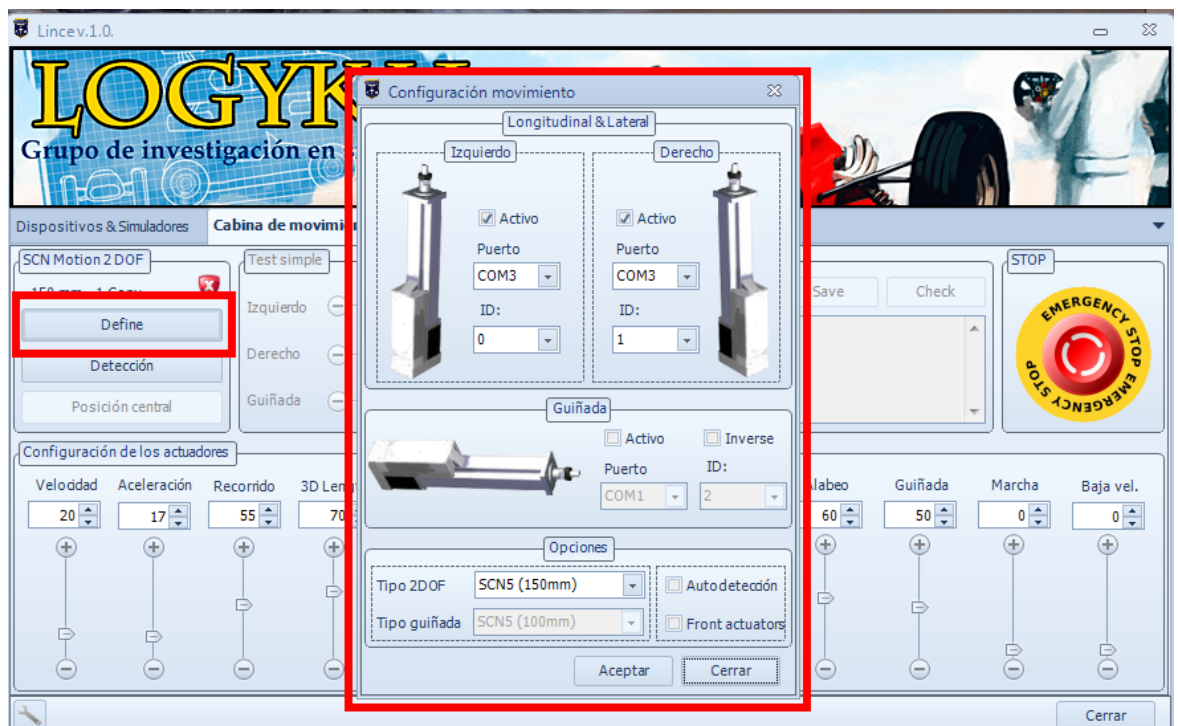 Lince v.1.0.
LOGYK
Grupo de investigación en
Dispositivos & Simuladores
Cabina de movimie
SCN Motion 2 DOF
Define
Detección
Posición central
Test simple
Izquierdo
Derecho
Guiñada
Configuración movimiento
Longitudinal & Lateral
Izquierdo
Activo
Puerto
COM3
ID:
0
Derecho
Activo
Puerto
COM3
ID:
1
Guiñada
Activo Inverse
Puerto ID:
COM1 2
Opciones
Tipo 2DOF SCN5 (150mm) Autodetección
Tipo guiñada SCN5 (100mm) Front actuators
Aceptar Cerrar
Save Check
STOP
EMERGENCY STOP EMERGENCY STOP
Configuración de los actuadores
Velocidad Aceleración Recorrido 3D Leng
20 17 55 70
Alabeo Guiñada Marcha Baja vel.
60 50 0 0
Cerrar